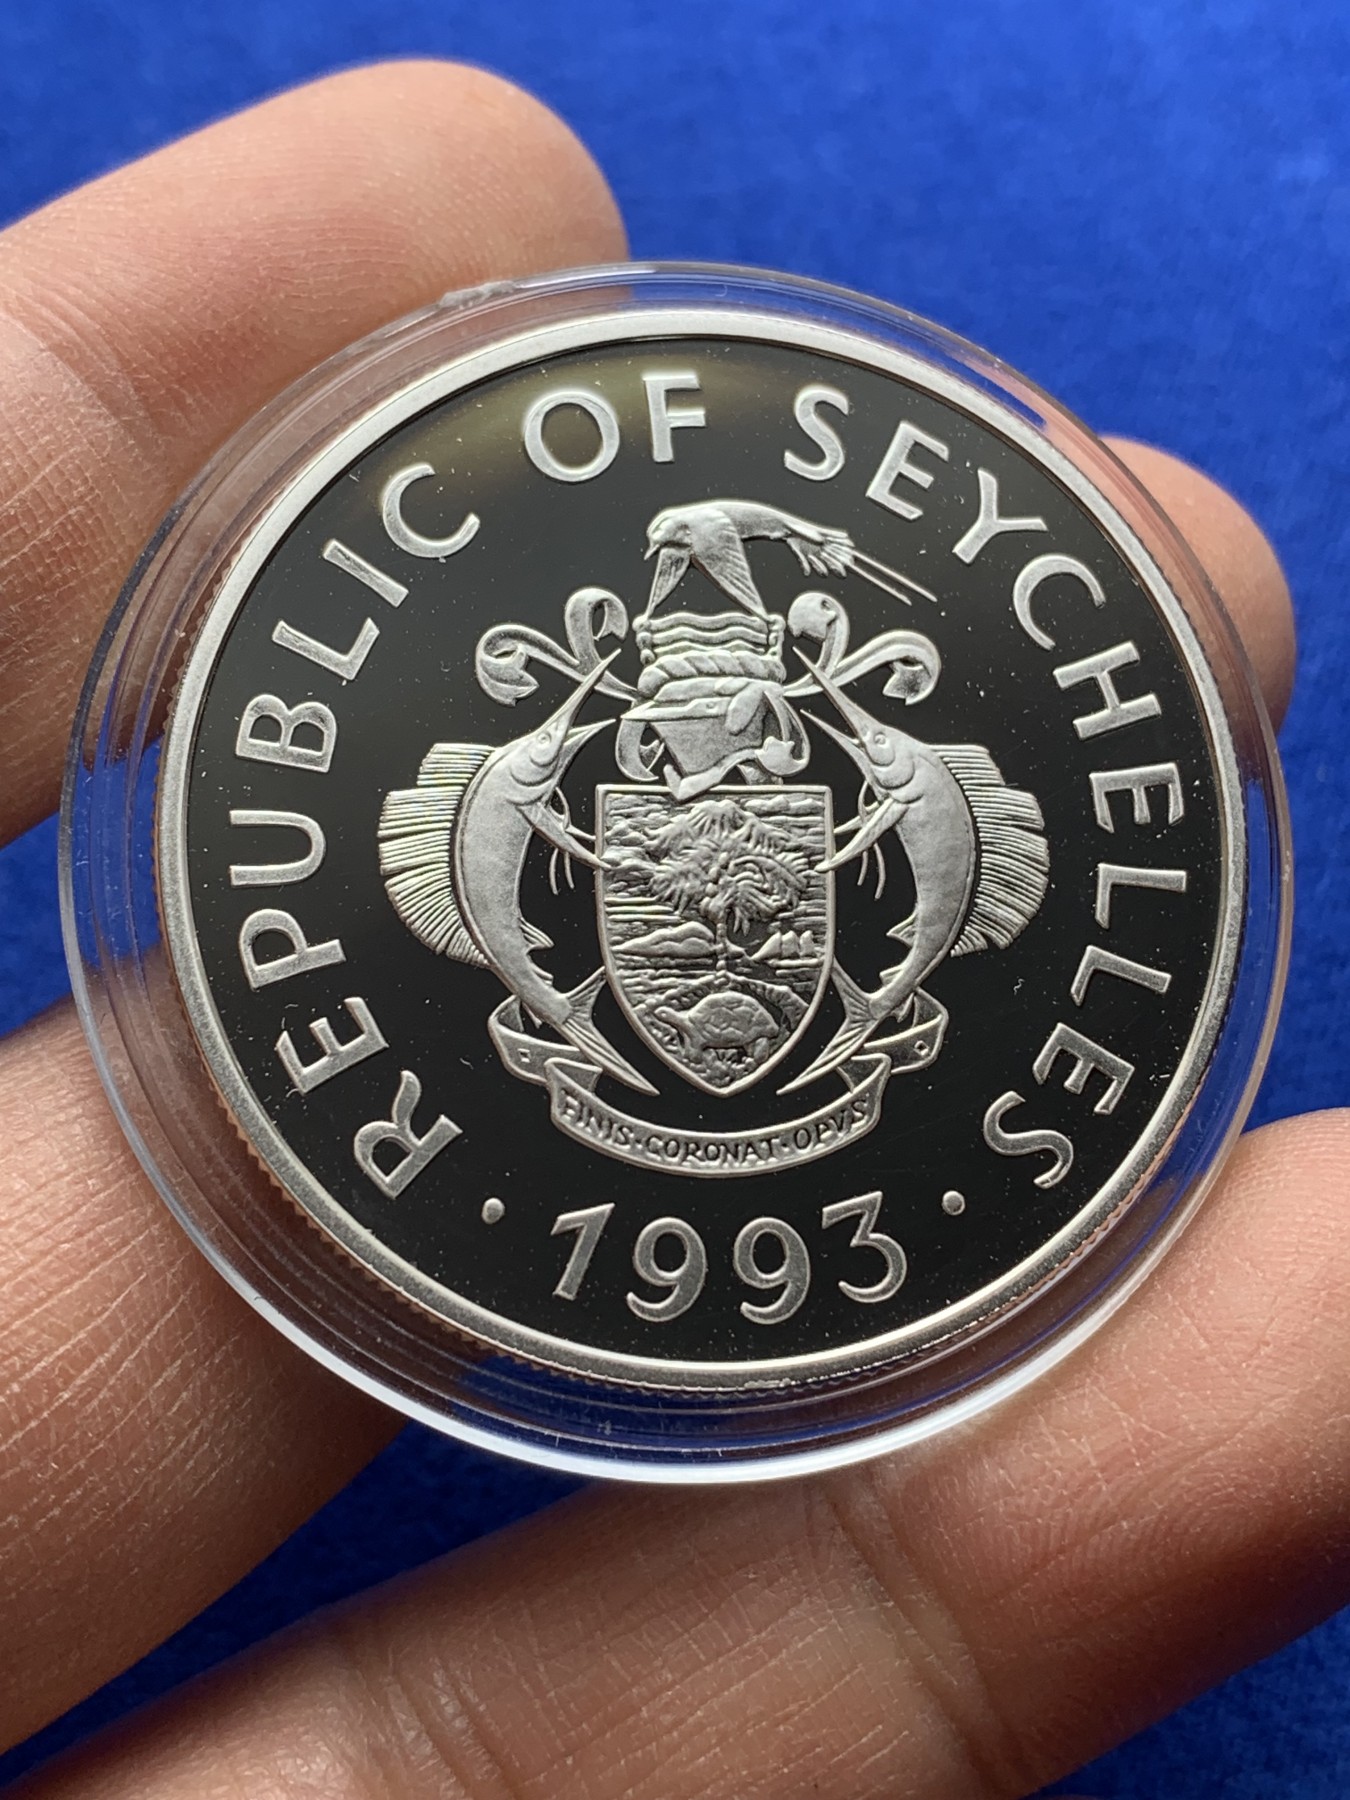 REPUBLIC OF SEYCHELLES
FINIS·CORONAT·OPVS
·1993·